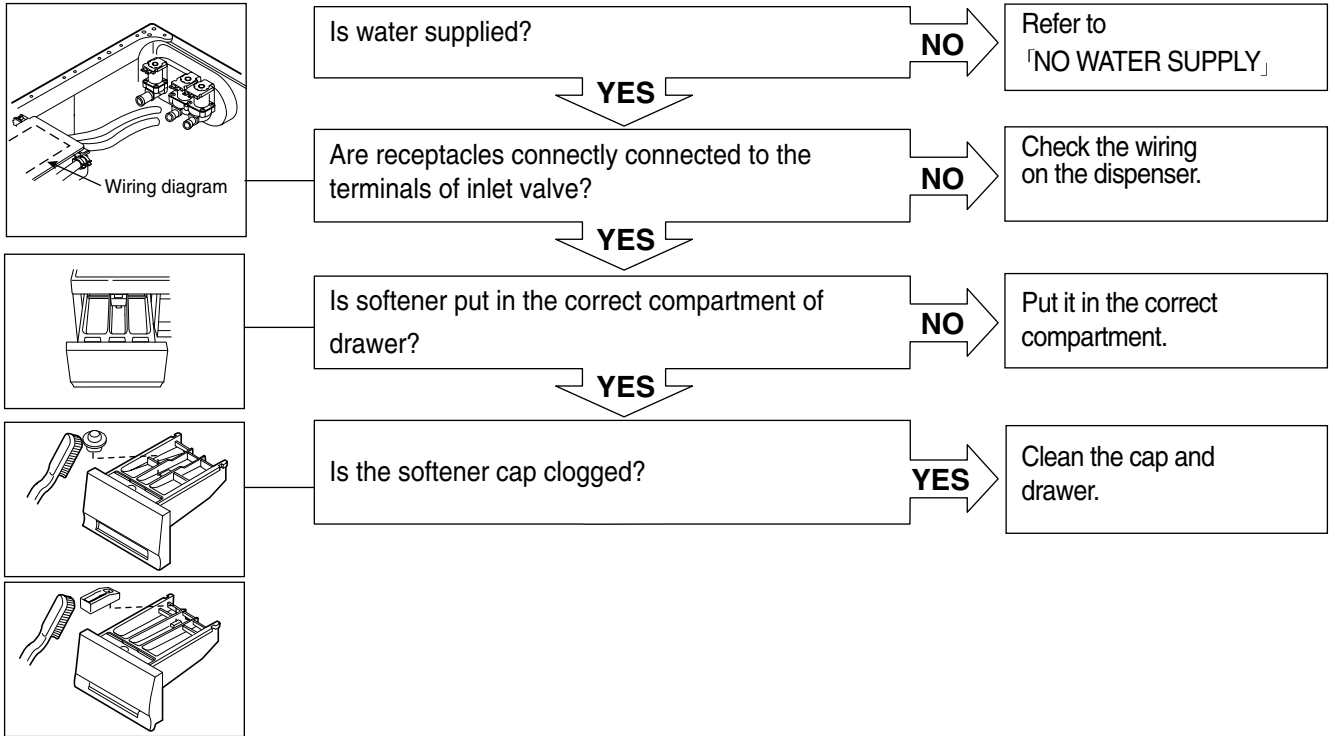 Is water supplied?
NO
Refer to
「NO WATER SUPPLY」
YES
Wiring diagram
Are receptacles connectly connected to the
terminals of inlet valve?
NO
Check the wiring
on the dispenser.
YES
Is softener put in the correct compartment of
drawer?
NO
Put it in the correct
compartment.
YES
Is the softener cap clogged?
YES
Clean the cap and
drawer.